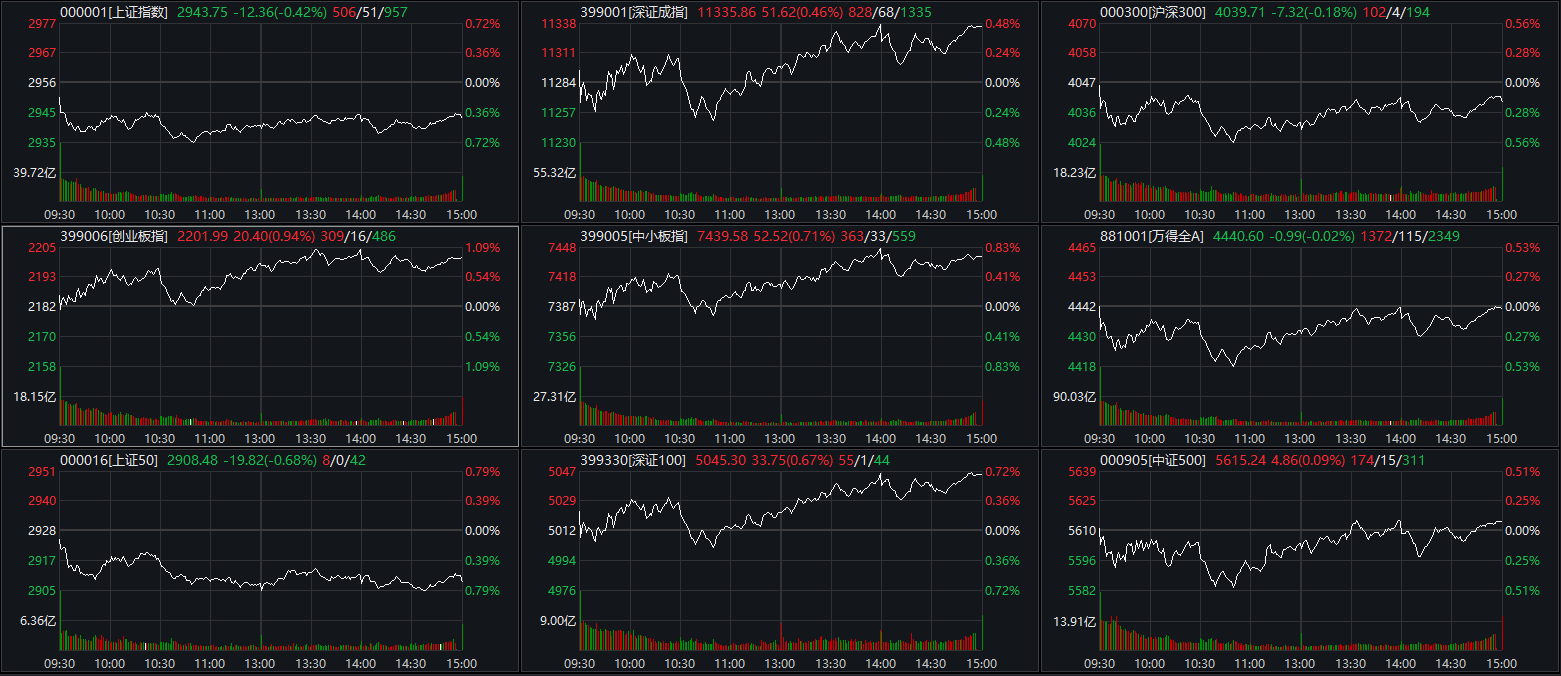 000001[上证指数] 2943.75 -12.36(-0.42%) 506/51/957
2977 0.72%
2967 0.36%
2956 0.00%
2945 0.36%
2935 0.72%
39.72亿
09:30 10:00 10:30 11:00 13:00 13:30 14:00 14:30 15:00
399001[深证成指] 11335.86 51.62(0.46%) 828/68/1335
11338 0.48%
11311 0.24%
11284 0.00%
11257 0.24%
11230 0.48%
55.32亿
09:30 10:00 10:30 11:00 13:00 13:30 14:00 14:30 15:00
000300[沪深300] 4039.71 -7.32(-0.18%) 102/4/194
4070 0.56%
4058 0.28%
4047 0.00%
4036 0.28%
4024 0.56%
18.23亿
09:30 10:00 10:30 11:00 13:00 13:30 14:00 14:30 15:00
399006[创业板指] 2201.99 20.40(0.94%) 309/16/486
2205 1.09%
2193 0.54%
2182 0.00%
2170 0.54%
2158 1.09%
18.15亿
09:30 10:00 10:30 11:00 13:00 13:30 14:00 14:30 15:00
399005[中小板指] 7439.58 52.52(0.71%) 363/33/559
7448 0.83%
7418 0.41%
7387 0.00%
7356 0.41%
7326 0.83%
27.31亿
09:30 10:00 10:30 11:00 13:00 13:30 14:00 14:30 15:00
881001[万得全A] 4440.60 -0.99(-0.02%) 1372/115/2349
4465 0.53%
4453 0.27%
4442 0.00%
4430 0.27%
4418 0.53%
90.03亿
09:30 10:00 10:30 11:00 13:00 13:30 14:00 14:30 15:00
000016[上证50] 2908.48 -19.82(-0.68%) 8/0/42
2951 0.79%
2940 0.39%
2928 0.00%
2917 0.39%
2905 0.79%
6.36亿
09:30 10:00 10:30 11:00 13:00 13:30 14:00 14:30 15:00
399330[深证100] 5045.30 33.75(0.67%) 55/1/44
5047 0.72%
5029 0.36%
5012 0.00%
4994 0.36%
4976 0.72%
9.00亿
09:30 10:00 10:30 11:00 13:00 13:30 14:00 14:30 15:00
000905[中证500] 5615.24 4.86(0.09%) 174/15/311
5639 0.51%
5625 0.25%
5610 0.00%
5596 0.25%
5582 0.51%
13.91亿
09:30 10:00 10:30 11:00 13:00 13:30 14:00 14:30 15:00